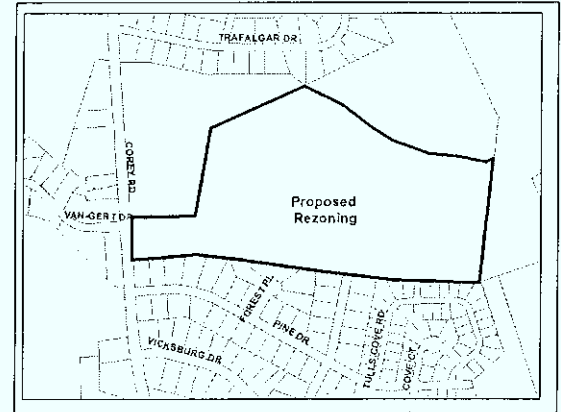 TRAFALGAR DR
COREY RD
Proposed
Rezoning
VAN-GERT DR
FOREST PL
PINE DR
TULLS COVE RD
COVE CT
VICKSBURG DR